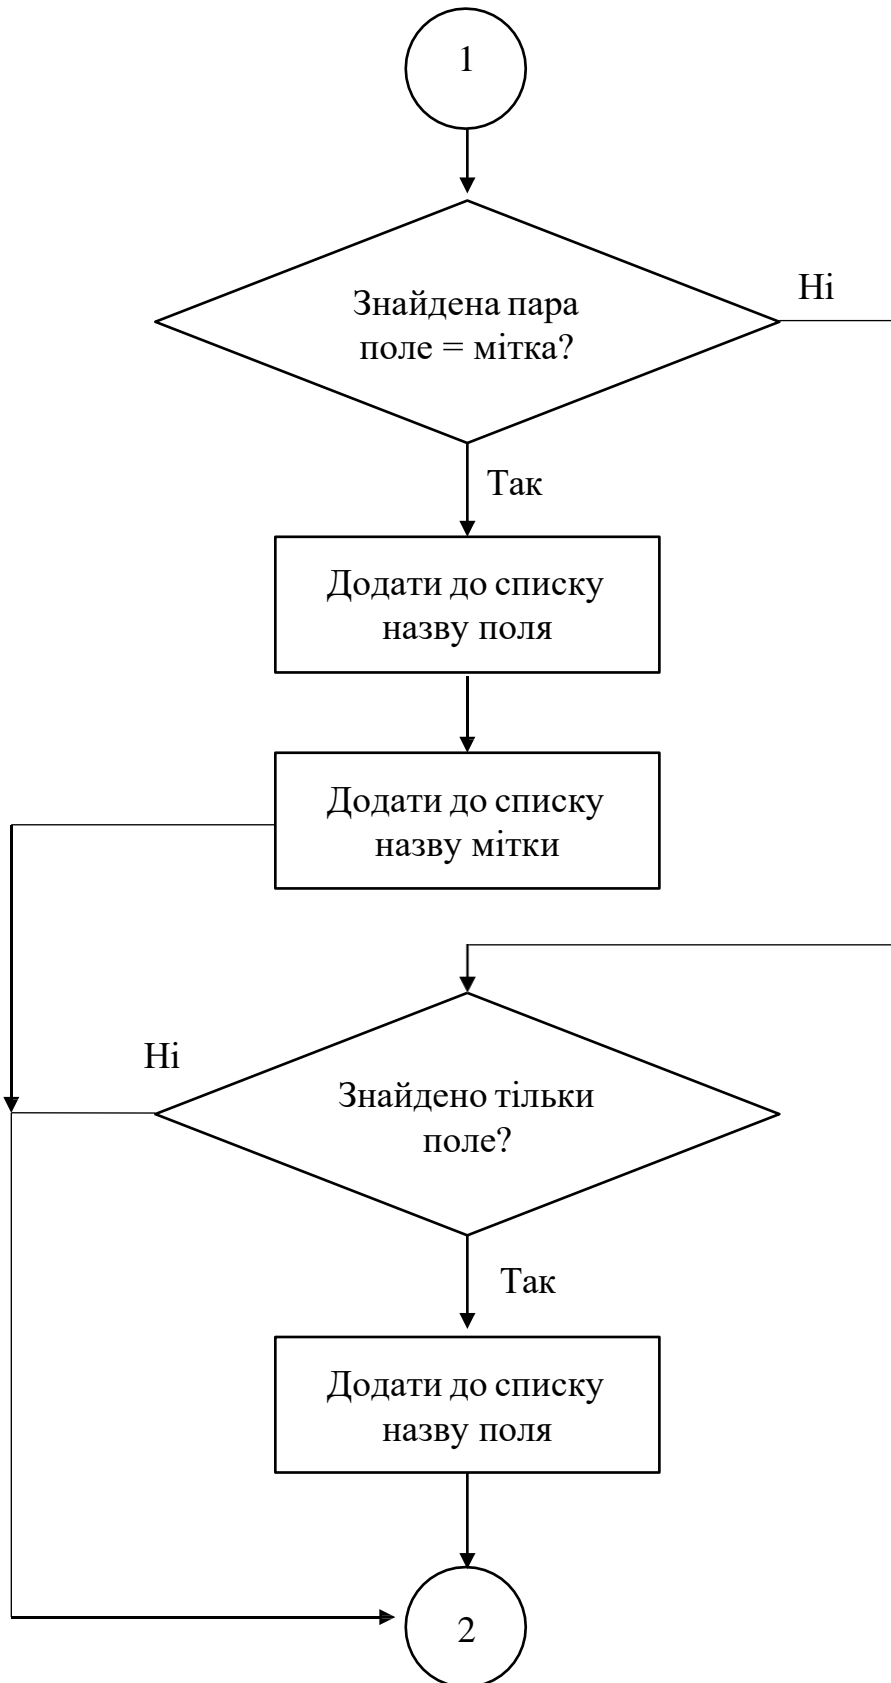 1
Знайдена пара
поле = мітка?
Ні
Так
Додати до списку
назву поля
Додати до списку
назву мітки
Ні
Знайдено тільки
поле?
Так
Додати до списку
назву поля
2